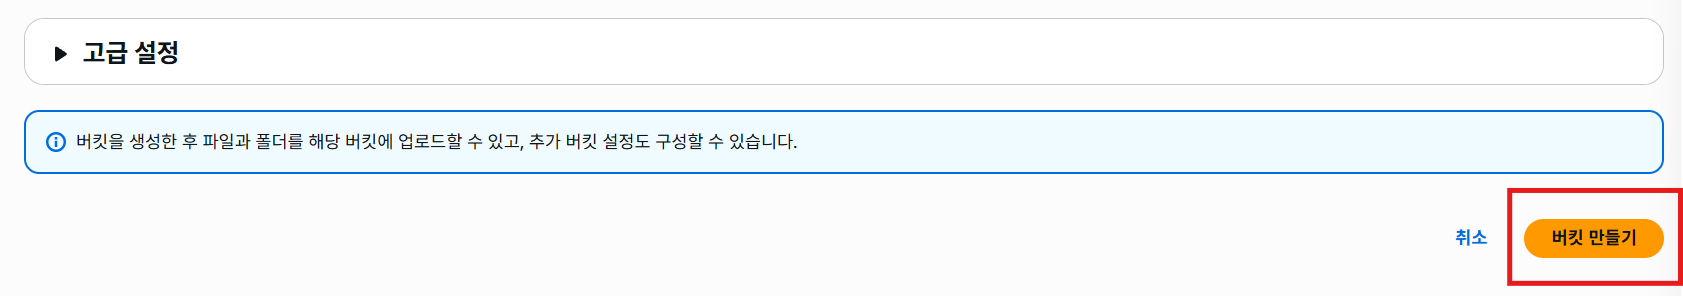 고급 설정
버킷을 생성한 후 파일과 폴더를 해당 버킷에 업로드할 수 있고, 추가 버킷 설정도 구성할 수 있습니다.
취소
버킷 만들기